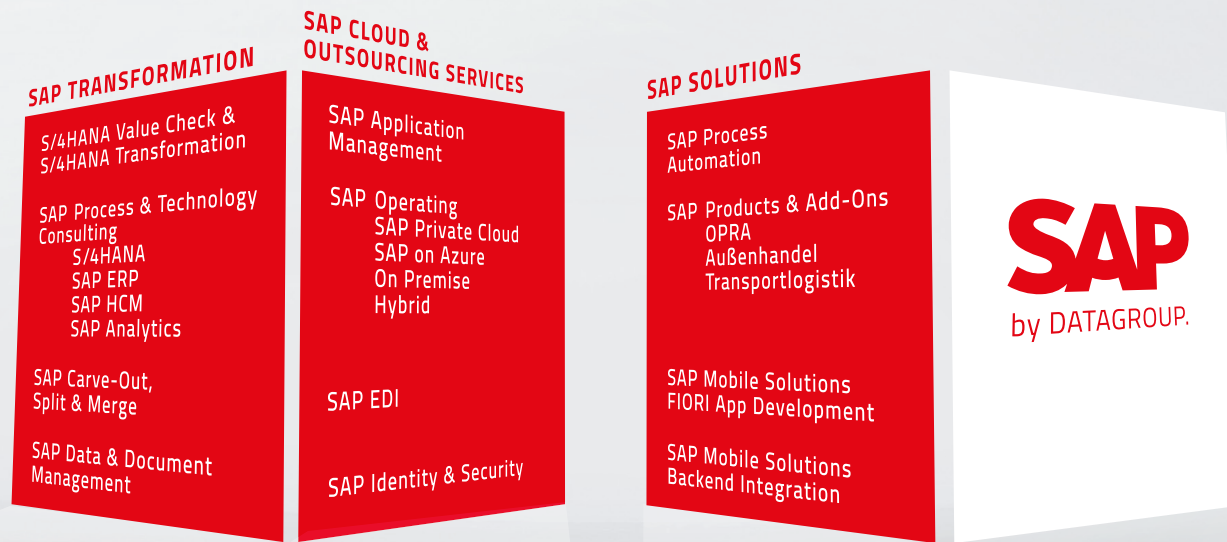 SAP TRANSFORMATION
S/4HANA Value Check &
S/4HANA Transformation
SAP Process & Technology
Consulting
S/4HANA
SAP ERP
SAP HCM
SAP Analytics
SAP Carve-Out,
Split & Merge
SAP Data & Document
Management
SAP CLOUD &
OUTSOURCING SERVICES
SAP Application
Management
SAP Operating
SAP Private Cloud
SAP on Azure
On Premise
Hybrid
SAP EDI
SAP Identity & Security
SAP SOLUTIONS
SAP Process
Automation
SAP Products & Add-Ons
OPRA
Außenhandel
Transportlogistik
SAP Mobile Solutions
FIORI App Development
SAP Mobile Solutions
Backend Integration
SAP
by DATAGROUP.